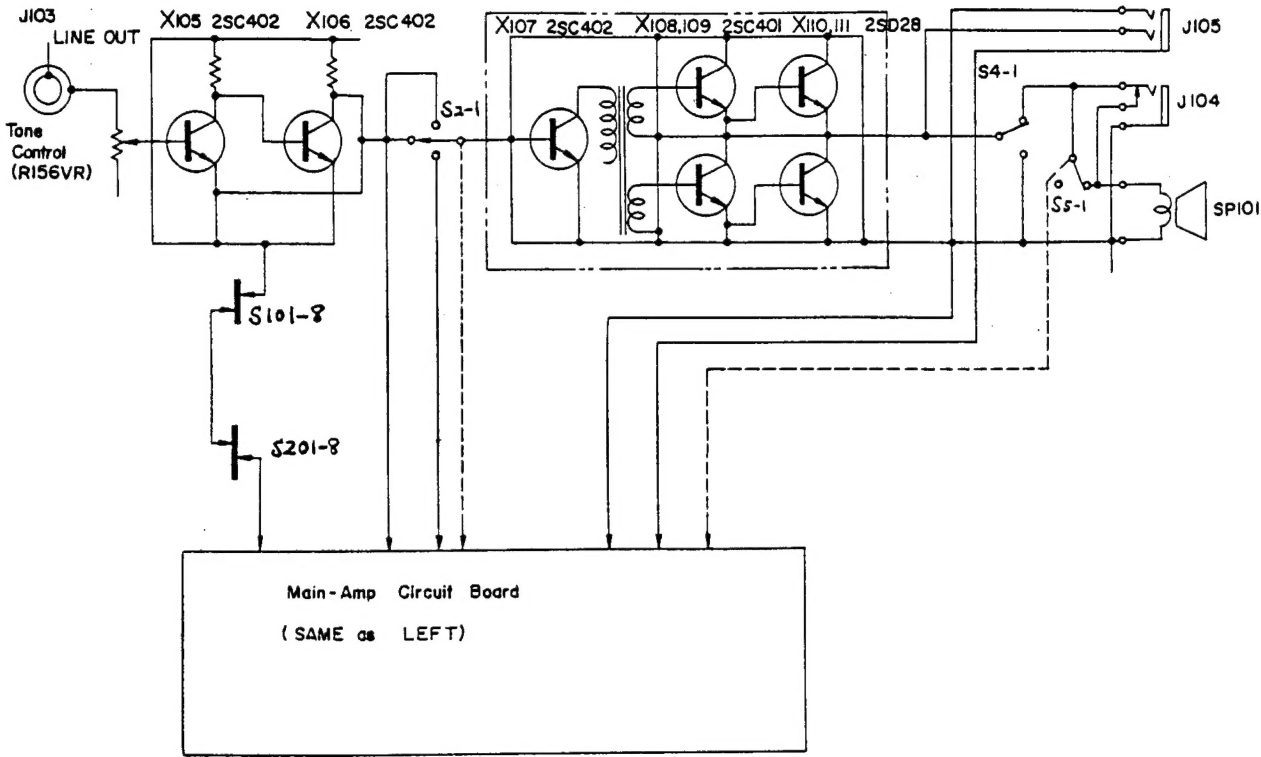 J103
LINE OUT
X105 2SC402
X106 2SC402
X107 2SC402
X108,109 2SC401
X110,111 2SD28
J105
S4-1
J104
S2-1
Tone
Control
(R156VR)
S5-1
SP101
S101-8
S201-8
Main-Amp Circuit Board
(SAME as LEFT)